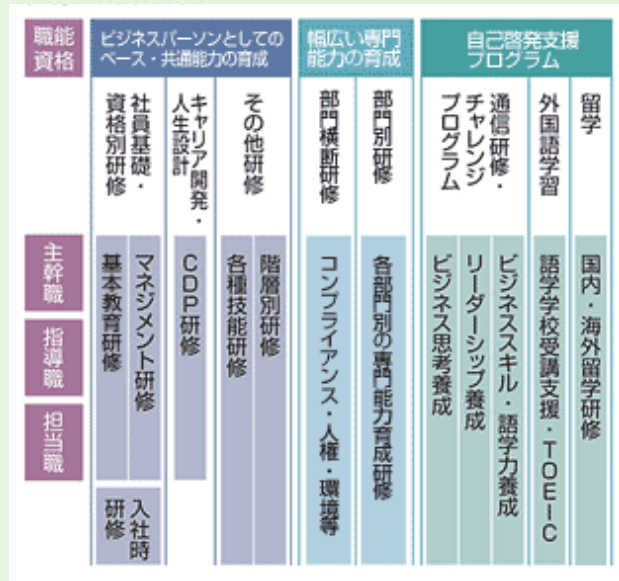 職能
資格
ビジネスパーソンとしての
ベース・共通能力の育成
幅広い専門
能力の育成
自己啓発支援
プログラム
社員基礎・
資格別研修
キャリア開発・
人生設計
その他研修
部門横断研修
部門別研修
通信研修・
チャレンジ
プログラム
外国語学習
留学
主幹職
指導職
担当職
基本教育研修
マネジメント研修
CDP研修
各種技能研修
階層別研修
コンプライアンス・人権・環境等
各部門別の専門能力育成研修
ビジネス思考養成
リーダーシップ養成
ビジネススキル・語学力養成
語学学校受講支援・TOEIC
国内・海外留学研修
入社時
研修